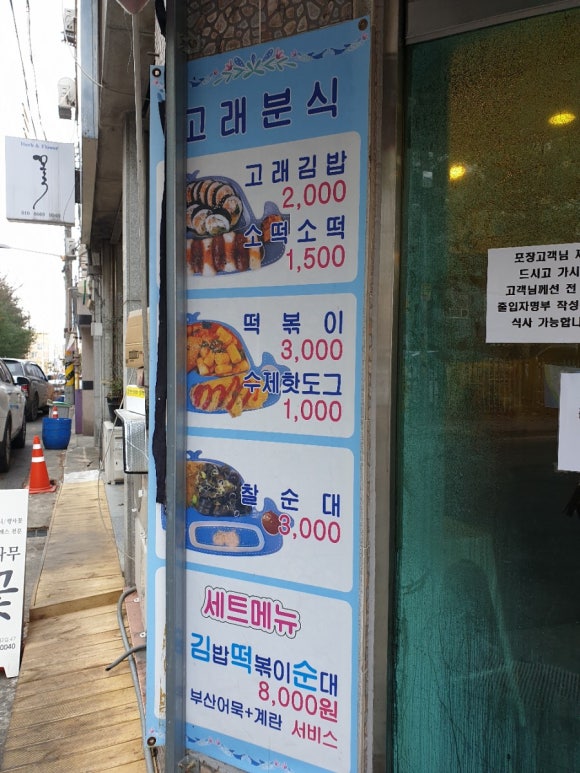 고래분식
고래김밥
2,000
소떡소떡
1,500
떡볶이
3,000
수제핫도그
1,000
찰순대
3,000
세트메뉴
김밥떡볶이순대
8,000원
부산어묵+계란 서비스
포장고객님
드시고 가시
고객님께선 전
출입자명부 작성
식사 가능합니
꽃
0040